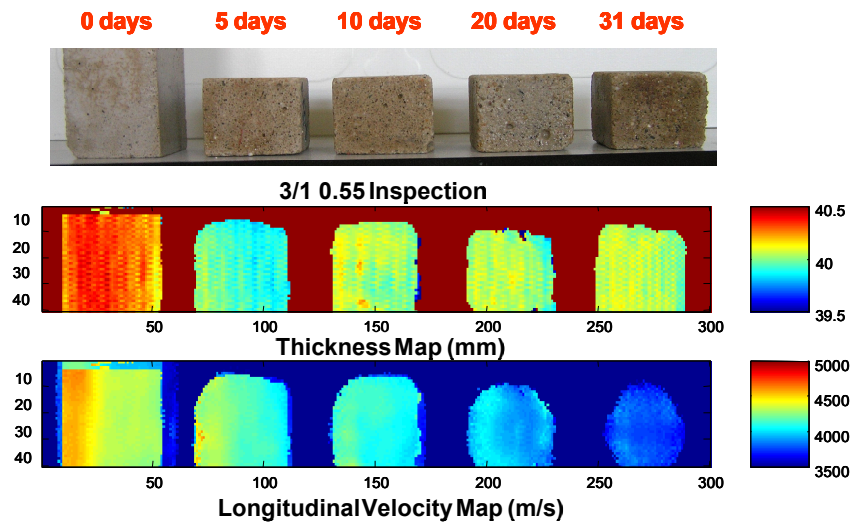 0 days 5 days 10 days 20 days 31 days
3/1 0.55 Inspection
10
20
30
40
50 100 150 200 250 300
40.5
40
39.5
Thickness Map (mm)
10
20
30
40
50 100 150 200 250 300
5000
4500
4000
3500
Longitudinal Velocity Map (m/s)